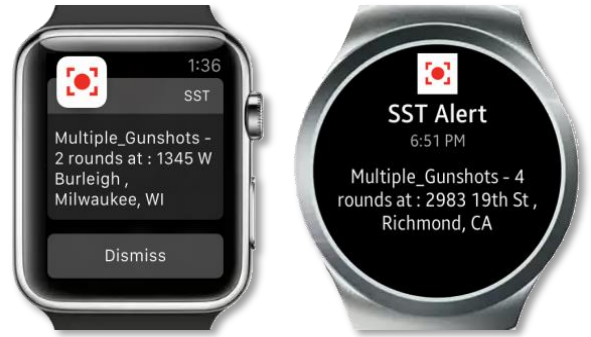 1:36
SST
Multiple_Gunshots -
2 rounds at : 1345 W
Burleigh ,
Milwaukee, WI
Dismiss
SST Alert
6:51 PM
Multiple_Gunshots - 4
rounds at : 2983 19th St ,
Richmond, CA